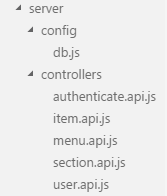 server
config
db.js
controllers
authenticate.api.js
item.api.js
menu.api.js
section.api.js
user.api.js